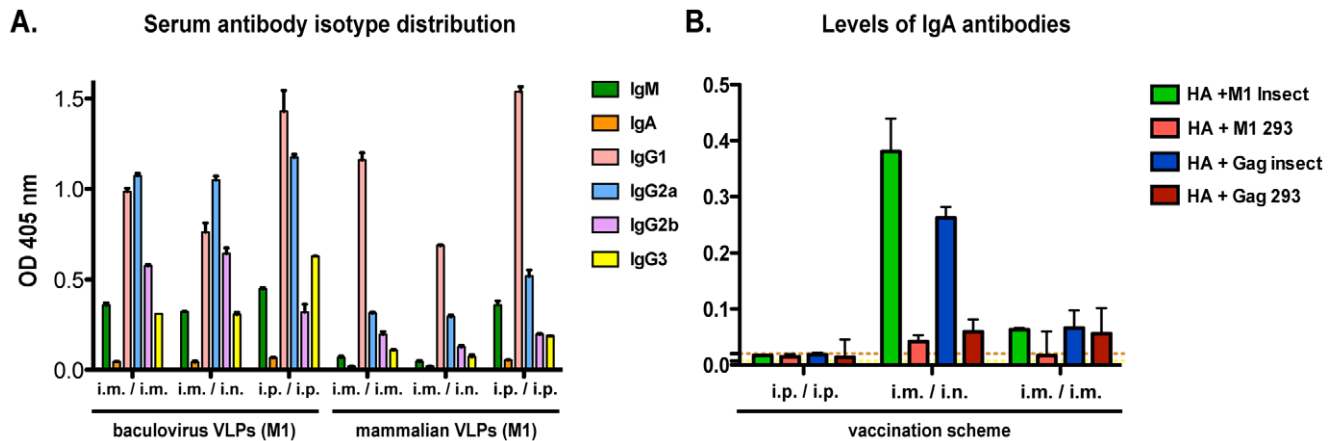 A. Serum antibody isotype distribution
OD 405 nm
1.5
1.0
0.5
0.0
i.m. / i.m. i.m. / i.n. i.p. / i.p. i.m. / i.m. i.m. / i.n. i.p. / i.p.
baculovirus VLPs (M1) mammalian VLPs (M1)
IgM
IgA
IgG1
IgG2a
IgG2b
IgG3
B. Levels of IgA antibodies
0.5
0.4
0.3
0.2
0.1
0.0
i.p. / i.p. i.m. / i.n. i.m. / i.m.
vaccination scheme
HA +M1 Insect
HA + M1 293
HA + Gag insect
HA + Gag 293